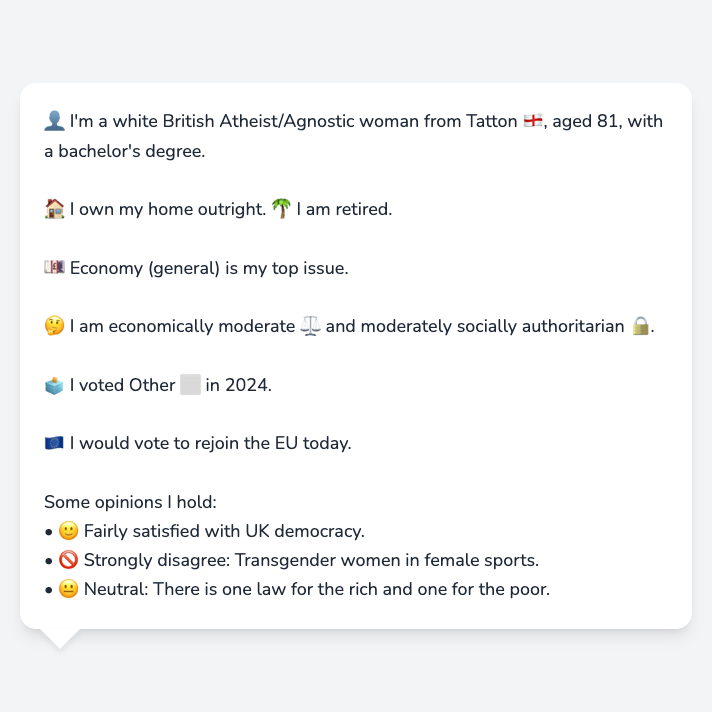 👤 I'm a white British Atheist/Agnostic woman from Tatton 🏴󠁧󠁢󠁥󠁮󠁧󠁿, aged 81, with
a bachelor's degree.
🏠 I own my home outright. 🌴 I am retired.
💷 Economy (general) is my top issue.
🤔 I am economically moderate ⚖️ and moderately socially authoritarian 🔒.
🗳️ I voted Other ⬜ in 2024.
🇪🇺 I would vote to rejoin the EU today.
Some opinions I hold:
• 🙂 Fairly satisfied with UK democracy.
• 🚫 Strongly disagree: Transgender women in female sports.
• 😐 Neutral: There is one law for the rich and one for the poor.